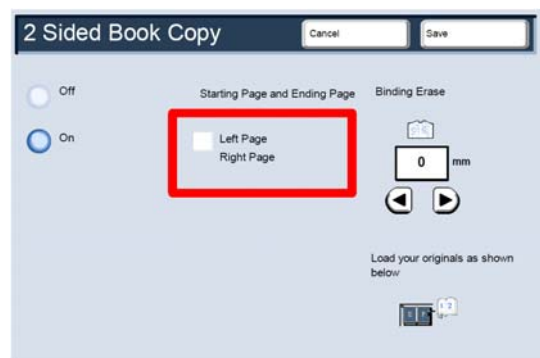 2 Sided Book Copy
Cancel
Save
Off
On
Starting Page and Ending Page
Left Page
Right Page
Binding Erase
0 mm
Load your originals as shown
below